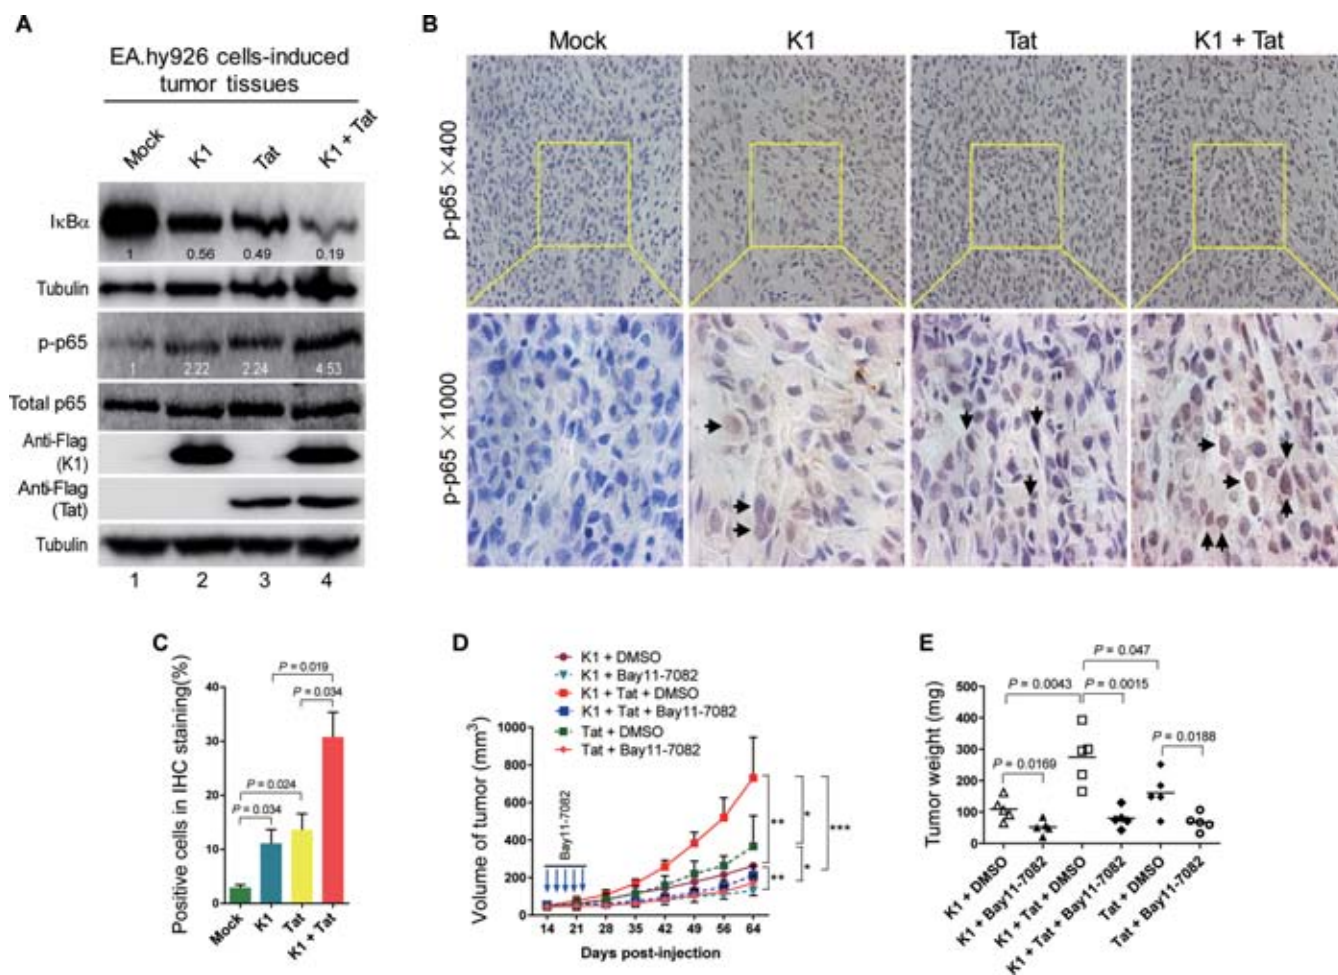 A
EA.hy926 cells-induced
tumor tissues
Mock
K1
Tat
K1 + Tat
IκBα
1
0.56
0.49
0.19
Tubulin
p-p65
1
2.22
2.24
4.53
Total p65
Anti-Flag
(K1)
Anti-Flag
(Tat)
Tubulin
1
2
3
4
B
Mock
K1
Tat
K1 + Tat
p-p65 ×400
p-p65 ×1000
C
Positive cells in IHC staining(%)
40
30
20
10
0
P = 0.019
P = 0.034
P = 0.024
P = 0.034
Mock
K1
Tat
K1 + Tat
D
K1 + DMSO
K1 + Bay11-7082
K1 + Tat + DMSO
K1 + Tat + Bay11-7082
Tat + DMSO
Tat + Bay11-7082
Volume of tumor (mm³)
1000
800
600
400
200
0
Bay11-7082
**
*
***
*
**
14
21
28
35
42
49
56
64
Days post-injection
E
Tumor weight (mg)
500
400
300
200
100
0
P = 0.047
P = 0.0043
P = 0.0015
P = 0.0169
P = 0.0188
K1 + DMSO
K1 + Bay11-7082
K1 + Tat + DMSO
K1 + Tat + Bay11-7082
Tat + DMSO
Tat + Bay11-7082